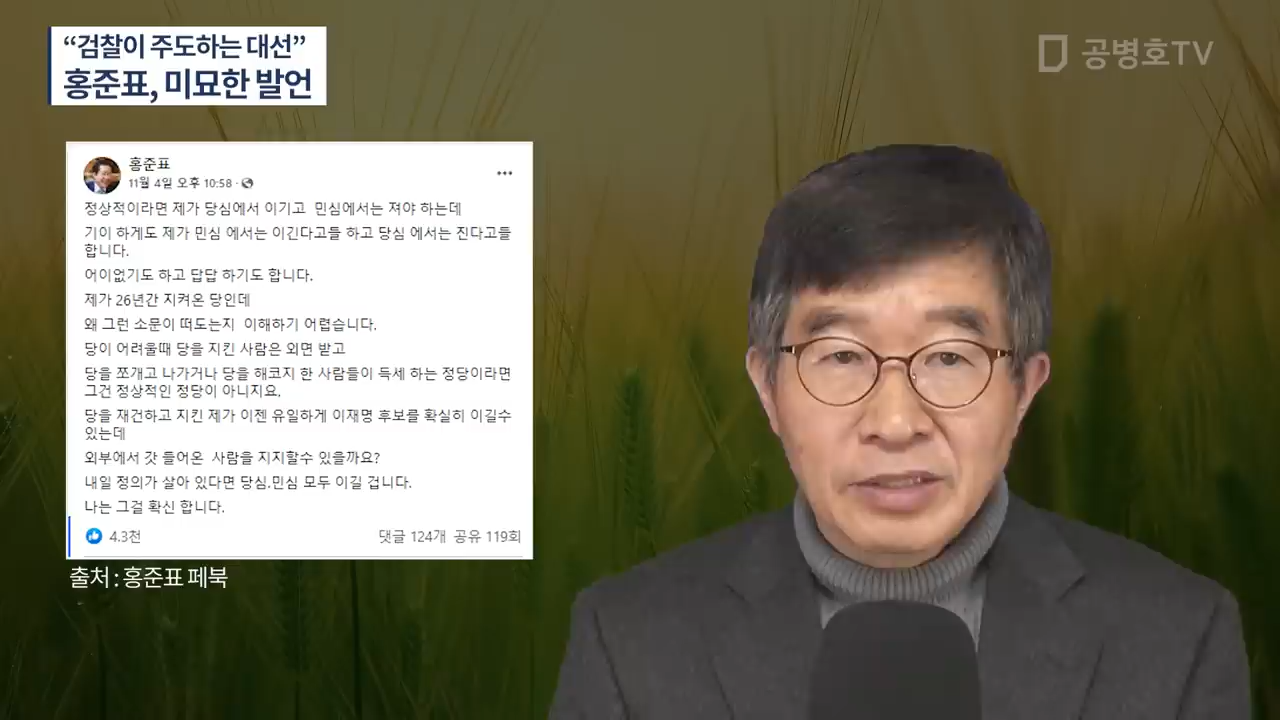 “검찰이 주도하는 대선”
홍준표, 미묘한 발언
공병호TV
홍준표
11월 4일 오후 10:58 ·
정상적이라면 제가 당심에서 이기고 민심에서는 져야 하는데
기이 하게도 제가 민심 에서는 이긴다고들 하고 당심 에서는 진다고들
합니다.
어이없기도 하고 답답 하기도 합니다.
제가 26년간 지켜온 당인데
왜 그런 소문이 떠도는지 이해하기 어렵습니다.
당이 어려울때 당을 지킨 사람은 외면 받고
당을 쪼개고 나가거나 당을 해코지 한 사람들이 득세 하는 정당이라면
그건 정상적인 정당이 아니지요.
당을 재건하고 지킨 제가 이젠 유일하게 이재명 후보를 확실히 이길수
있는데
외부에서 갓 들어온 사람을 지지할수 있을까요?
내일 정의가 살아 있다면 당심.민심 모두 이길 겁니다.
나는 그걸 확신 합니다.
4.3천
댓글 124개 공유 119회
출처 : 홍준표 페북